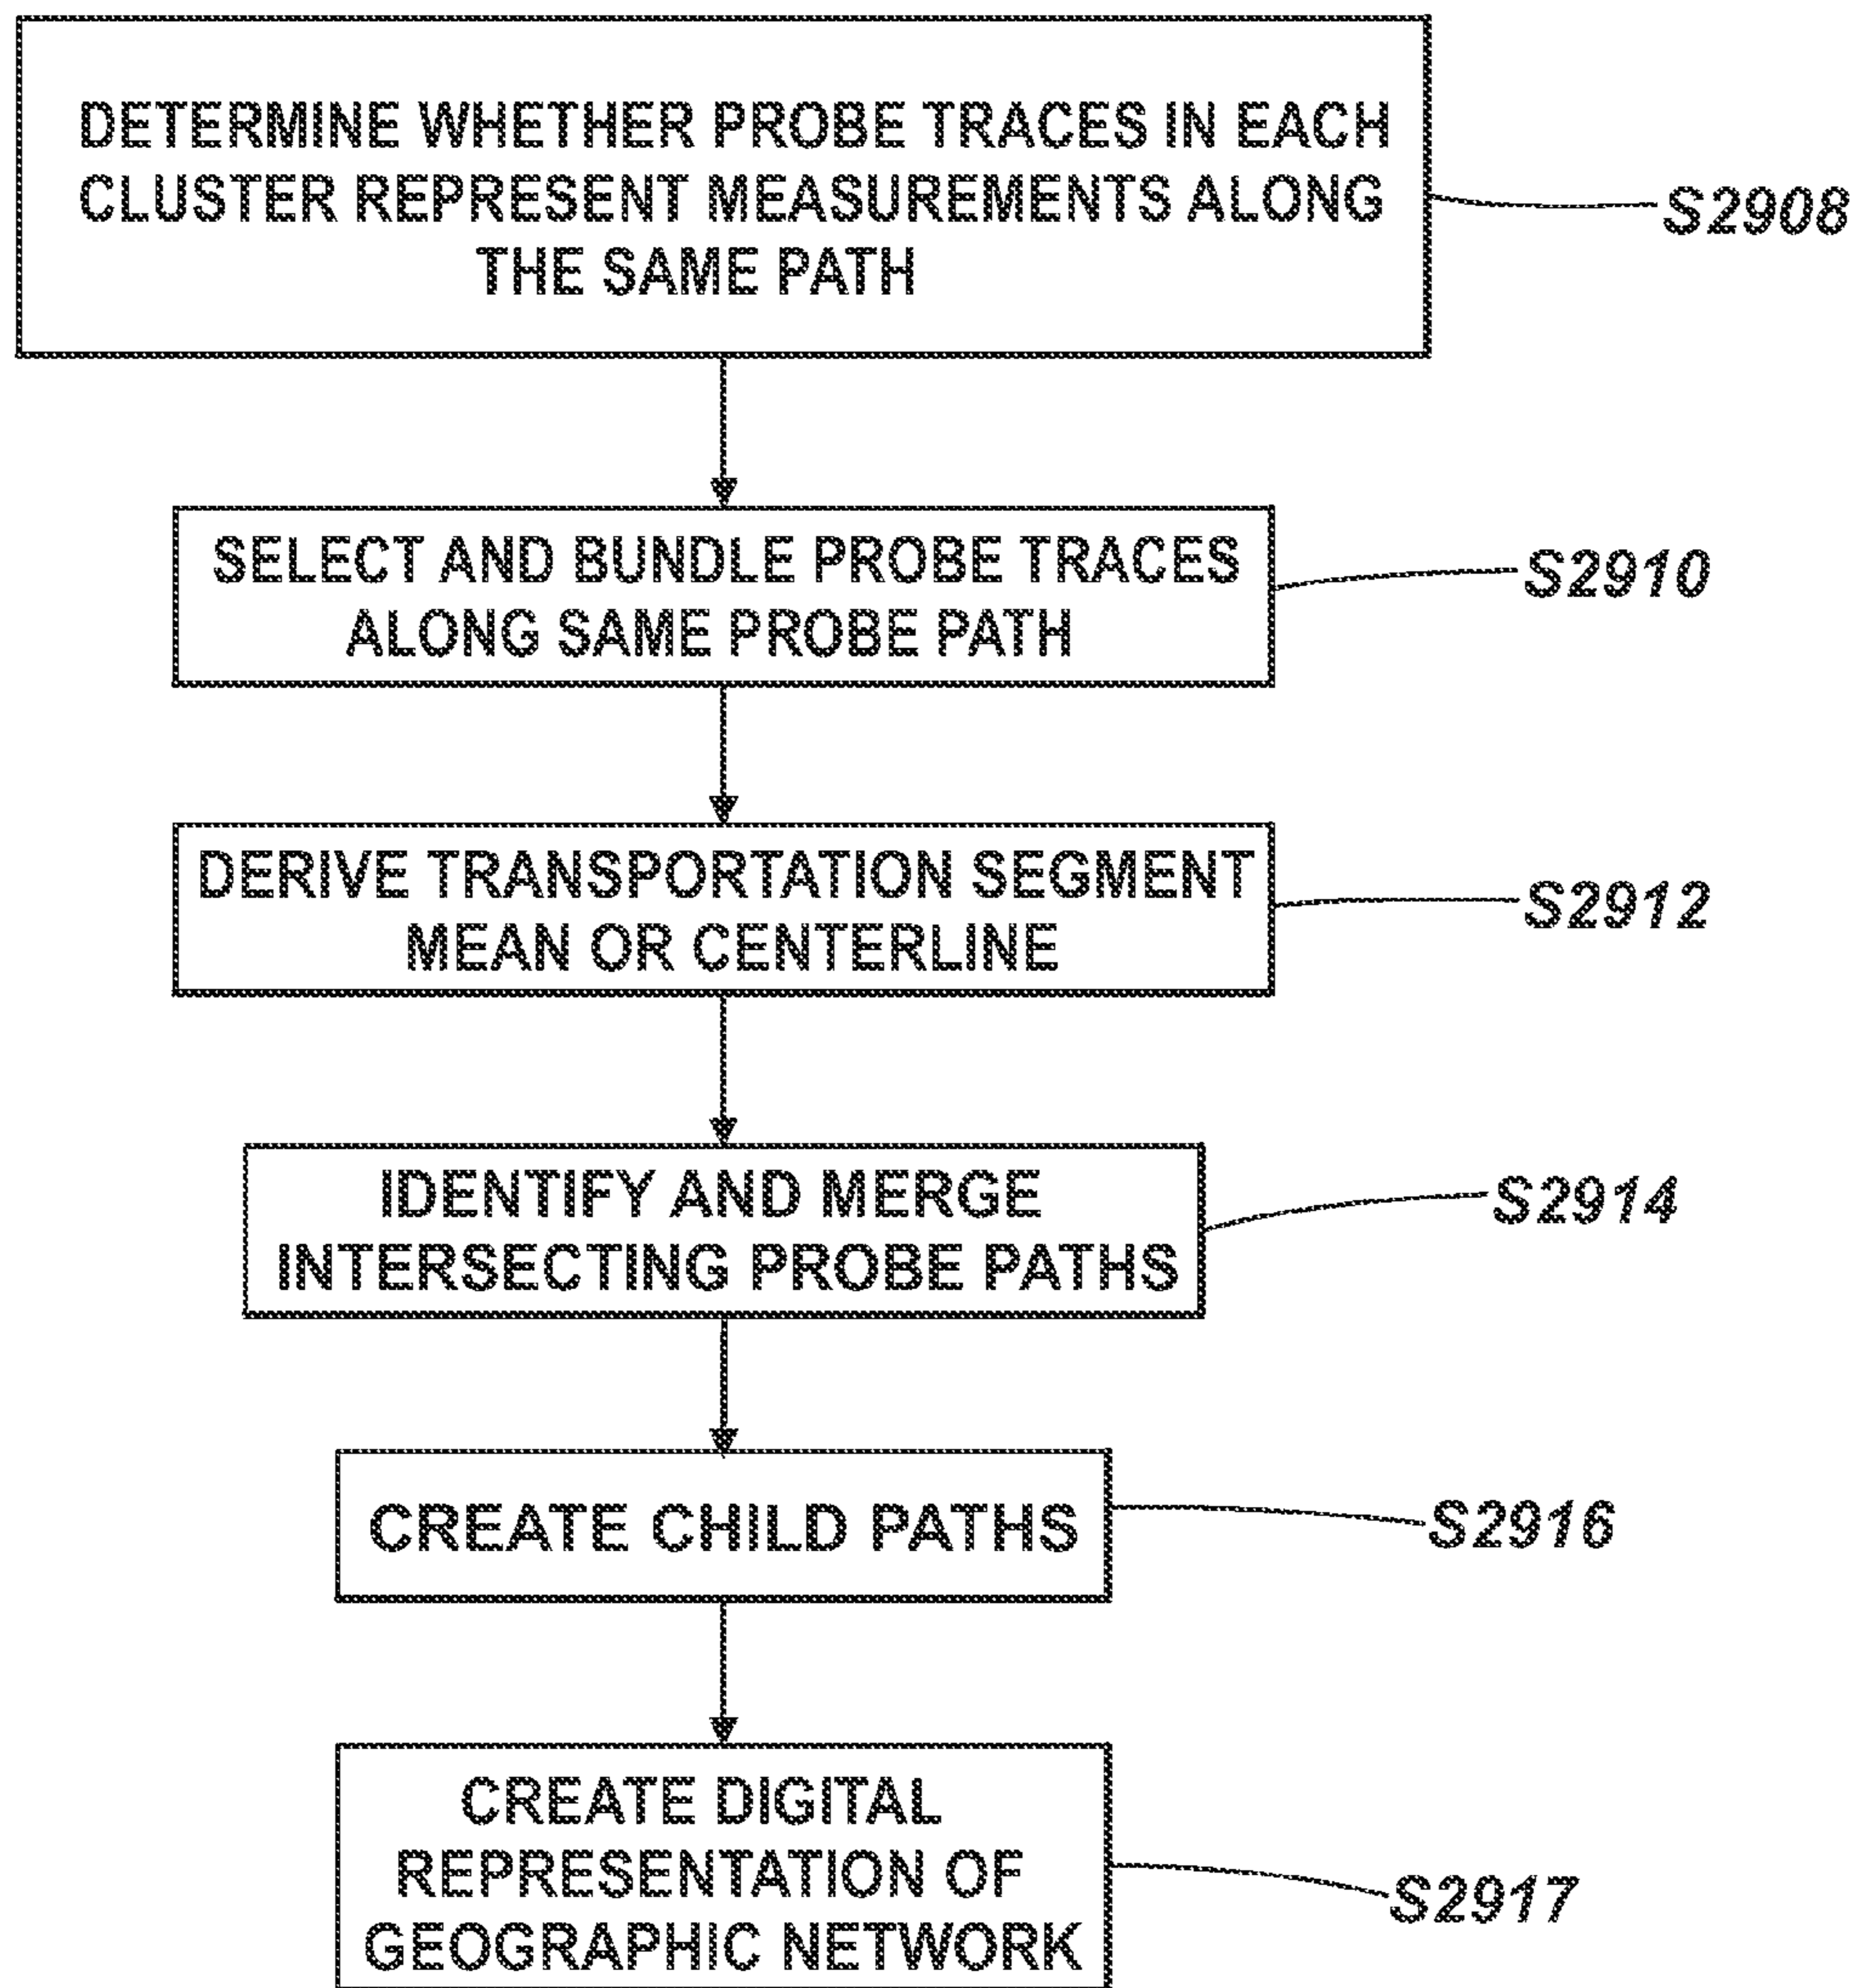 DETERMINE WHETHER PROBE TRACES IN EACH
CLUSTER REPRESENT MEASUREMENTS ALONG
THE SAME PATH
S2908
SELECT AND BUNDLE PROBE TRACES
ALONG SAME PROBE PATH
S2910
DERIVE TRANSPORTATION SEGMENT
MEAN OR CENTERLINE
S2912
IDENTIFY AND MERGE
INTERSECTING PROBE PATHS
S2914
CREATE CHILD PATHS
S2916
CREATE DIGITAL
REPRESENTATION OF
GEOGRAPHIC NETWORK
S2917